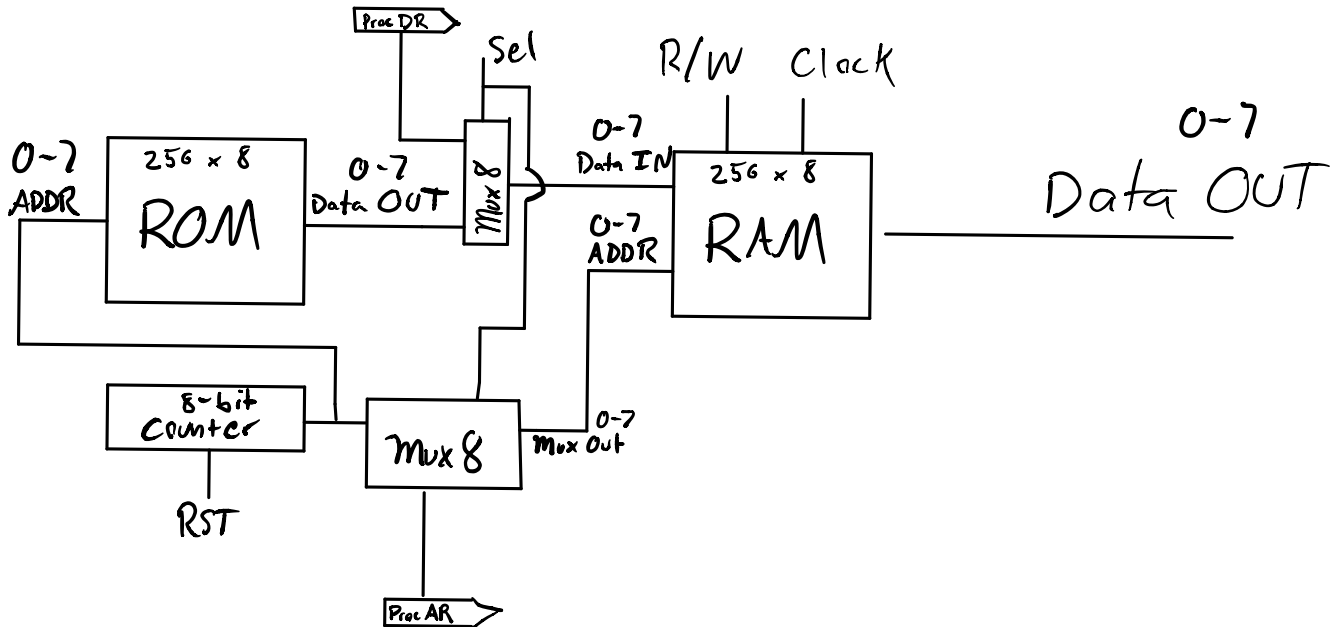 Proc DR
Sel
R/W
Clock
0-7
ADDR
256 x 8
ROM
0-7
Data OUT
Mux 8
0-7
Data IN
0-7
ADDR
256 x 8
RAM
0-7
Data OUT
8-bit
Counter
RST
Mux 8
0-7
Mux Out
Proc AR